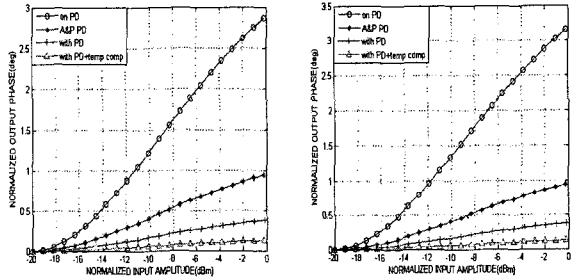 3
2.5
2
1.5
1
0.5
0
-20 -18 -16 -14 -12 -10 -8 -6 -4 -2 0
NORMALIZED OUTPUT PHASE(deg)
NORMALIZED INPUT AMPLITUDE(dBm)
on PD
A&P PD
with PD
with PD+temp comp
3.5
3
2.5
2
1.5
1
0.5
0
-20 -18 -16 -14 -12 -10 -8 -6 -4 -2 0
NORMALIZED OUTPUT PHASE(deg)
NORMALIZED INPUT AMPLITUDE(dBm)
on PD
A&P PD
with PD
with PD+temp comp